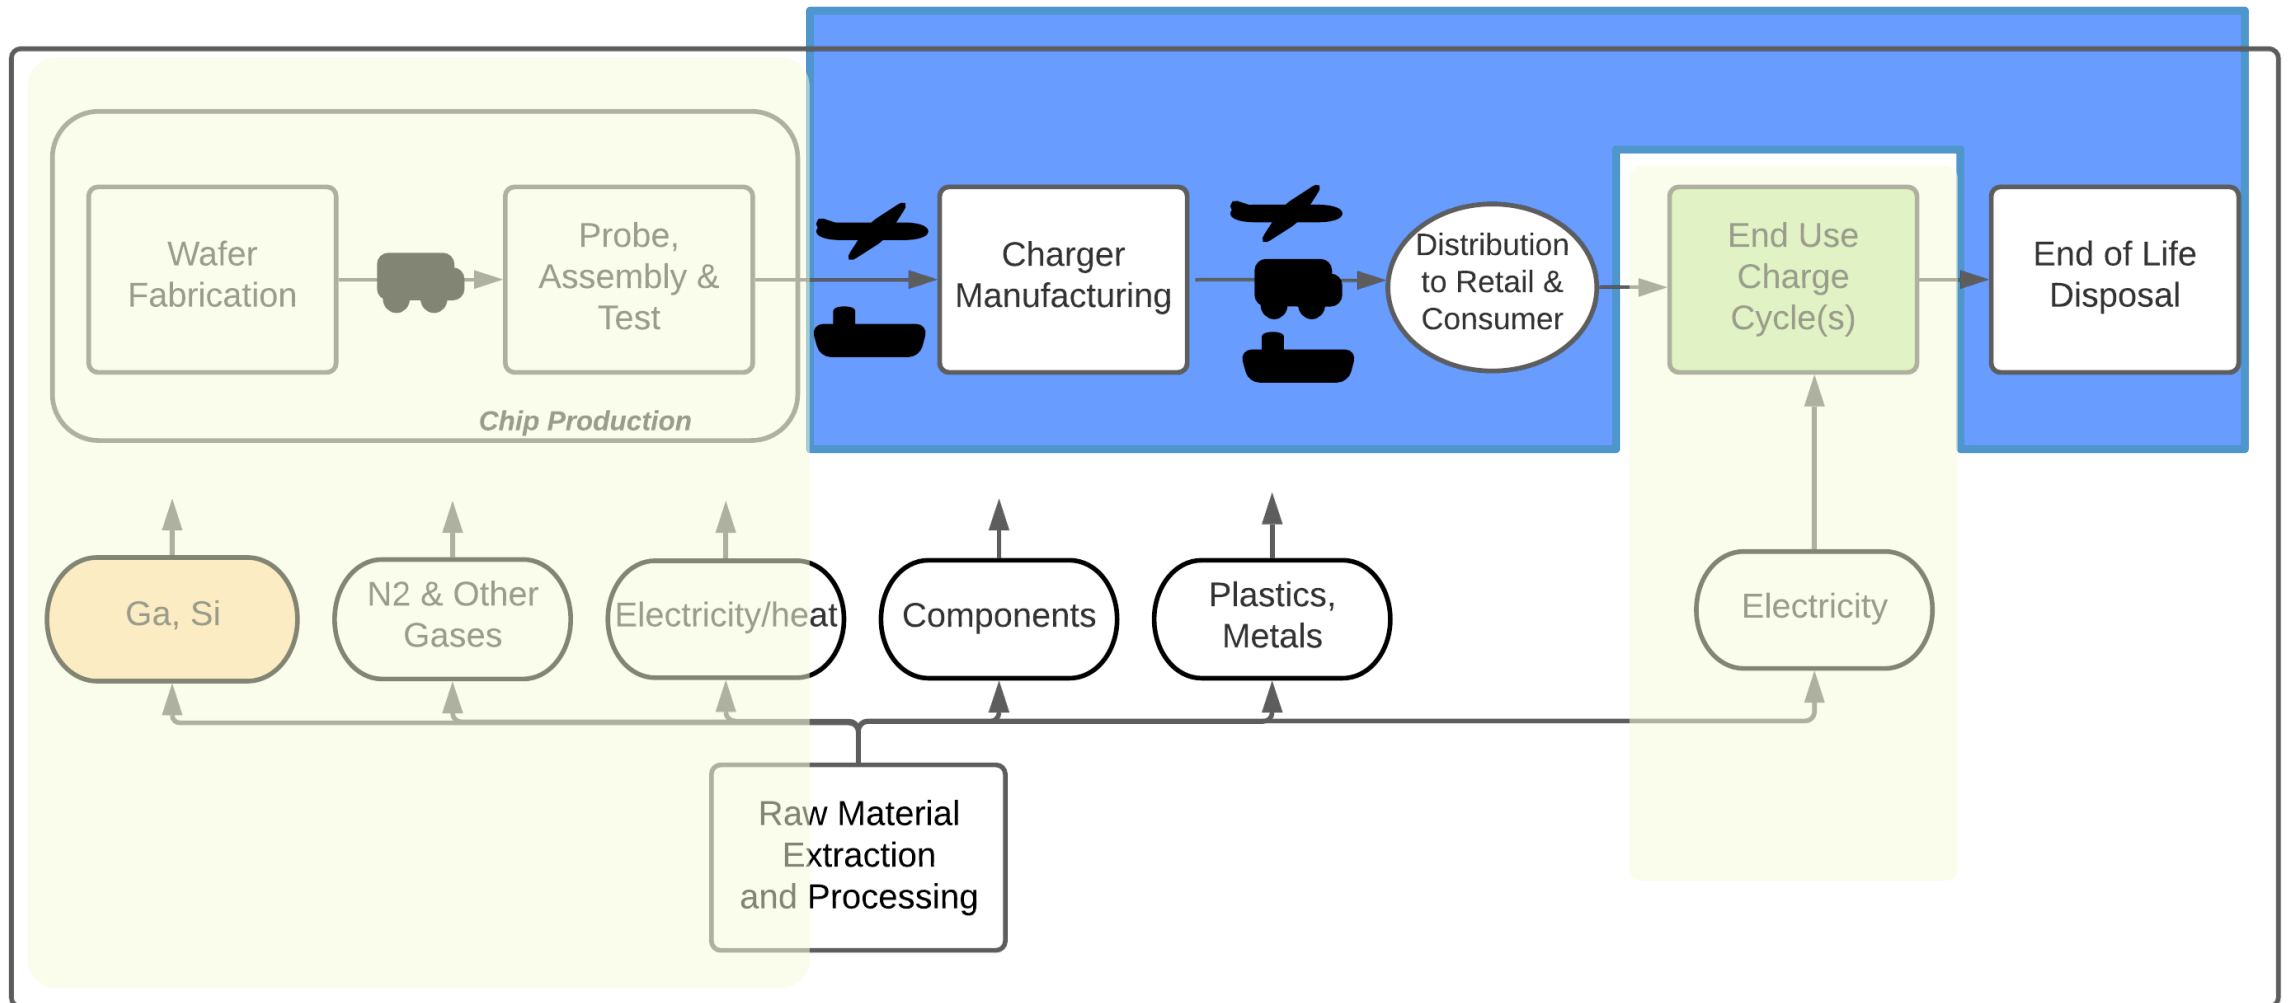 Wafer
Fabrication
Probe,
Assembly &
Test
Chip Production
Charger
Manufacturing
Distribution
to Retail &
Consumer
End Use
Charge
Cycle(s)
End of Life
Disposal
Ga, Si
N2 & Other
Gases
Electricity/heat
Components
Plastics,
Metals
Electricity
Raw Material
Extraction
and Processing